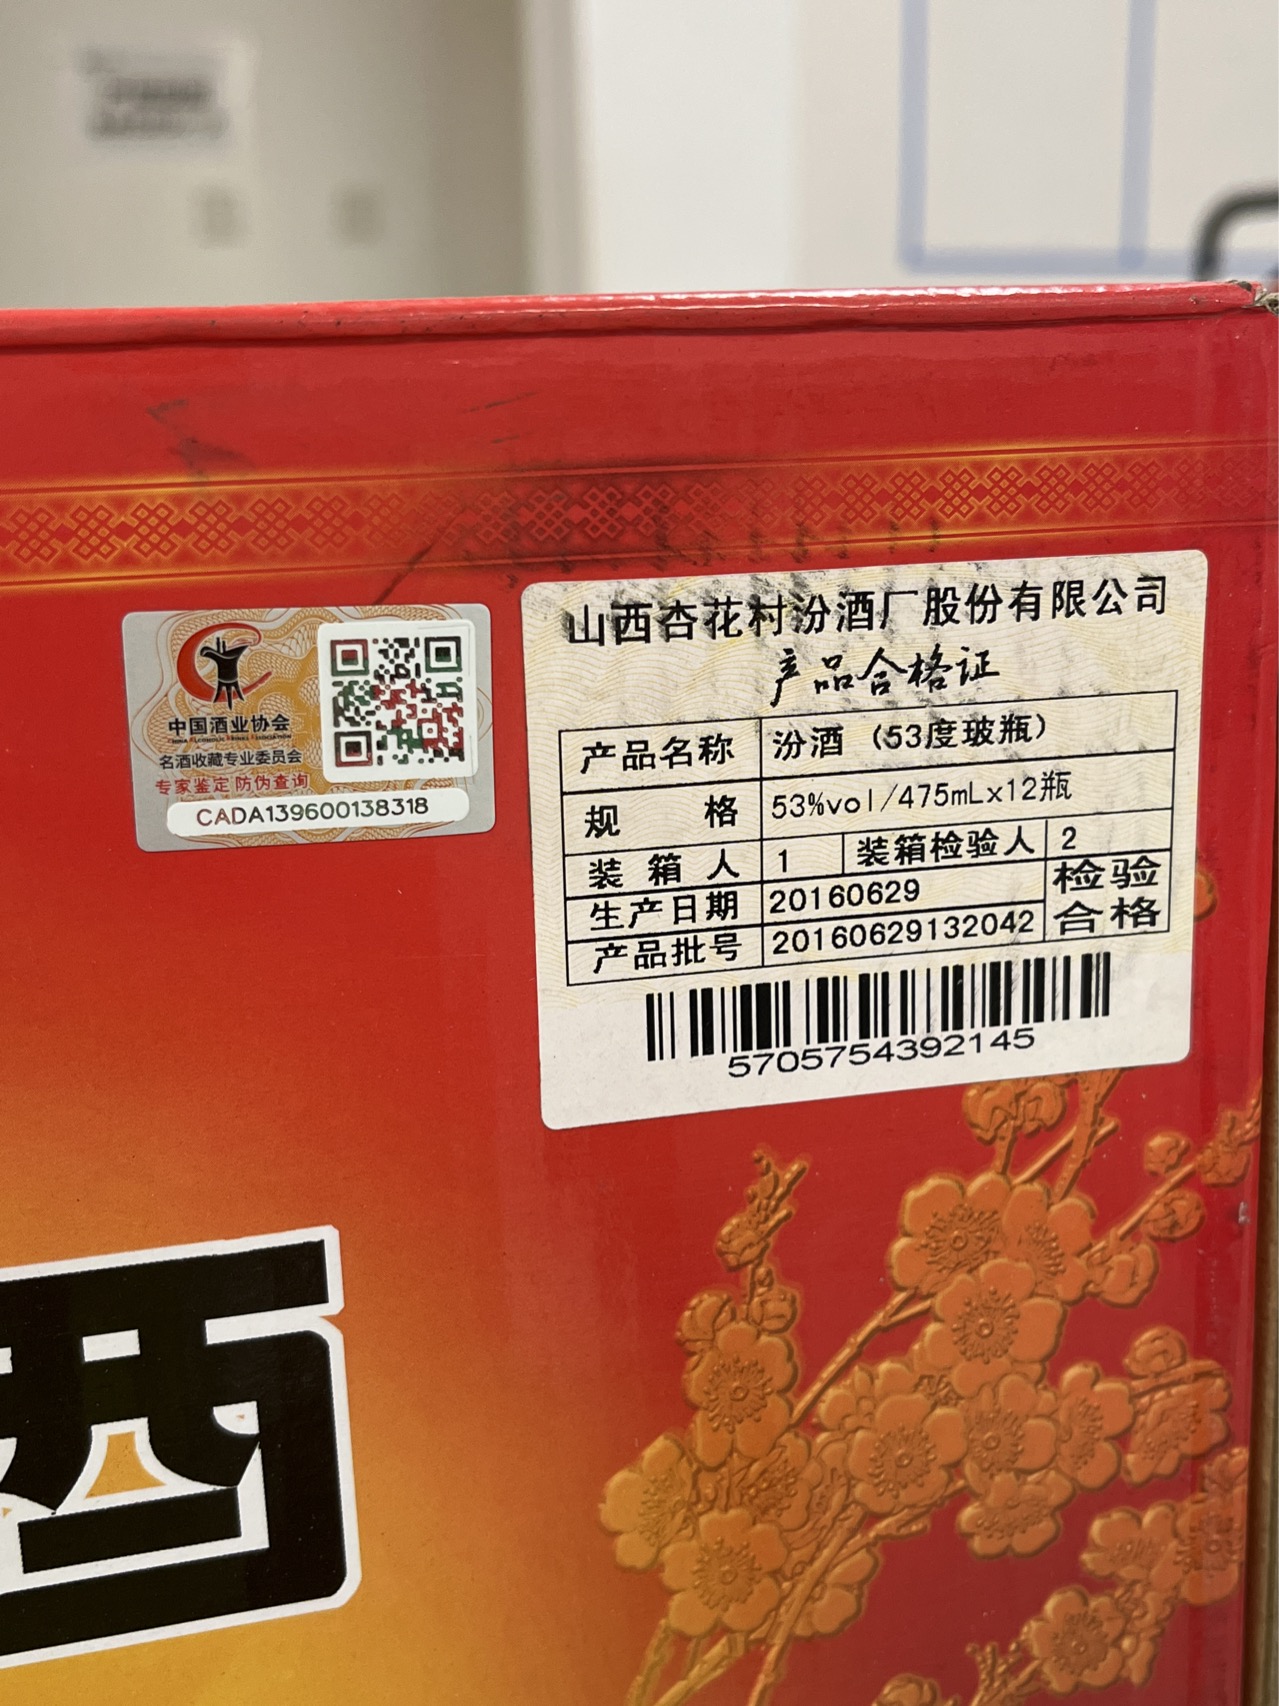 中国酒业协会
CHINA ALCOHOLIC DRINKS ASSOCIATION
名酒收藏专业委员会
专家鉴定 防伪查询
CADA139600138318
山西杏花村汾酒厂股份有限公司
产品合格证
产品名称 汾酒（53度玻瓶）
规 格 53%vol/475mLx12瓶
装 箱 人 1 装箱检验人 2
生产日期 20160629 检验
产品批号 20160629132042 合格
5705754392145